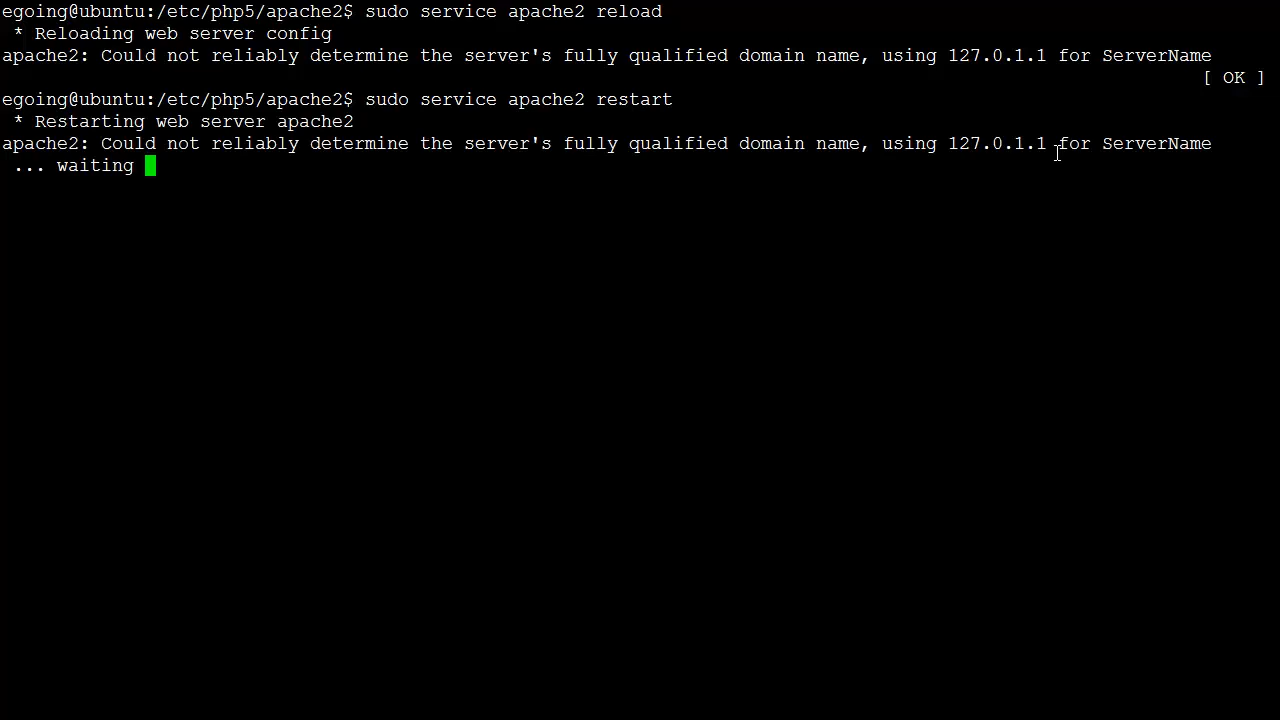 egoing@ubuntu:/etc/php5/apache2$ sudo service apache2 reload
* Reloading web server config
apache2: Could not reliably determine the server's fully qualified domain name, using 127.0.1.1 for ServerName
[ OK ]
egoing@ubuntu:/etc/php5/apache2$ sudo service apache2 restart
* Restarting web server apache2
apache2: Could not reliably determine the server's fully qualified domain name, using 127.0.1.1 for ServerName
... waiting